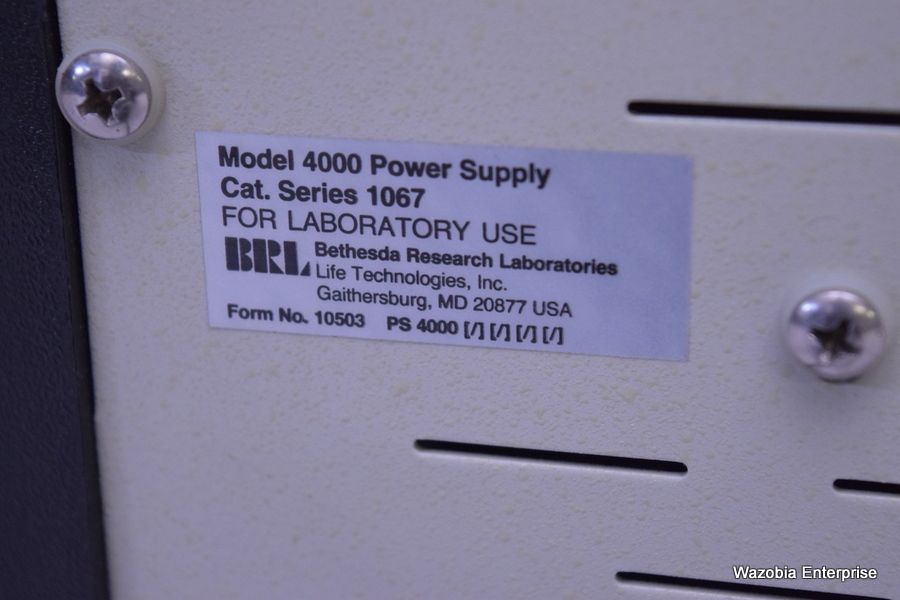 Model 4000 Power Supply
Cat. Series 1067
FOR LABORATORY USE
BRL Bethesda Research Laboratories
Life Technologies, Inc.
Gaithersburg, MD 20877 USA
Form No. 10503 PS 4000 [/] [/] [/] [/]
Wazobia Enterprise